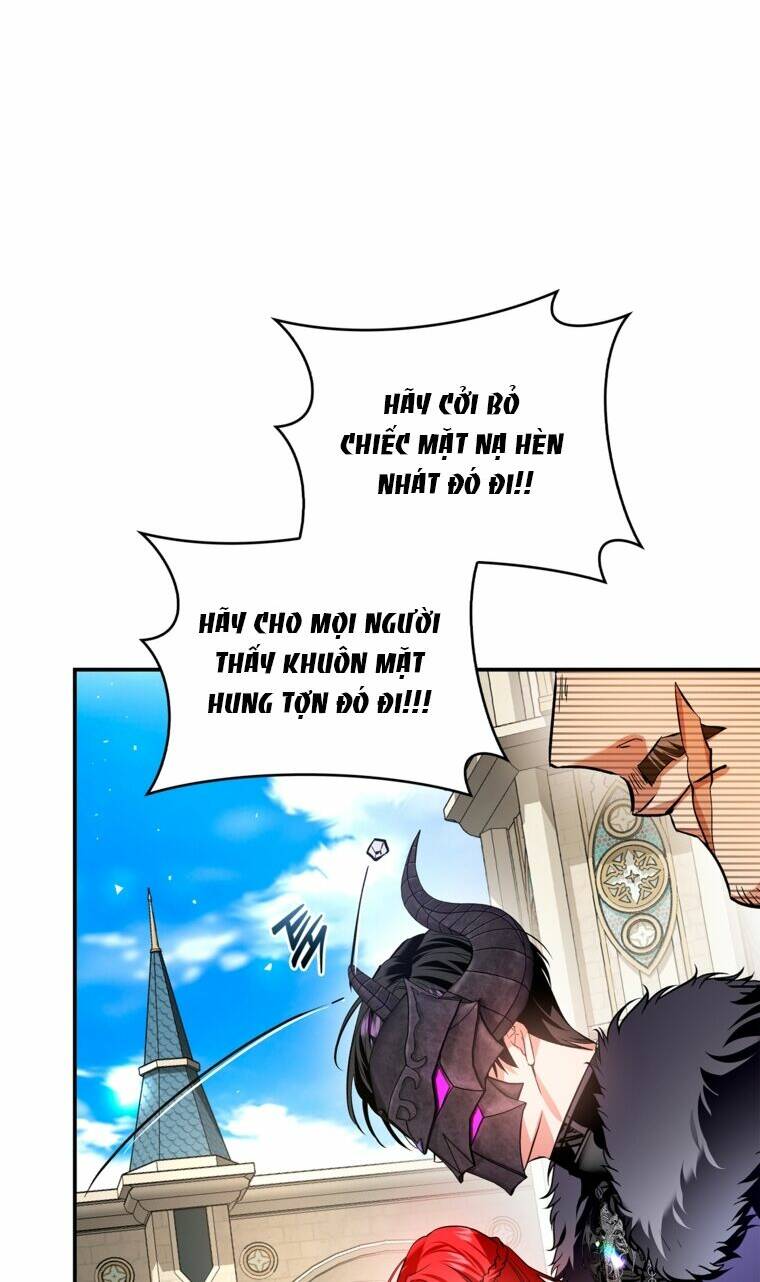 HÃY CỞI BỎ
CHIẾC MẶT NẠ HÈN
NHÁT ĐÓ ĐI!!
HÃY CHO MỌI NGƯỜI
THẤY KHUÔN MẶT
HUNG TỢN ĐÓ ĐI!!!